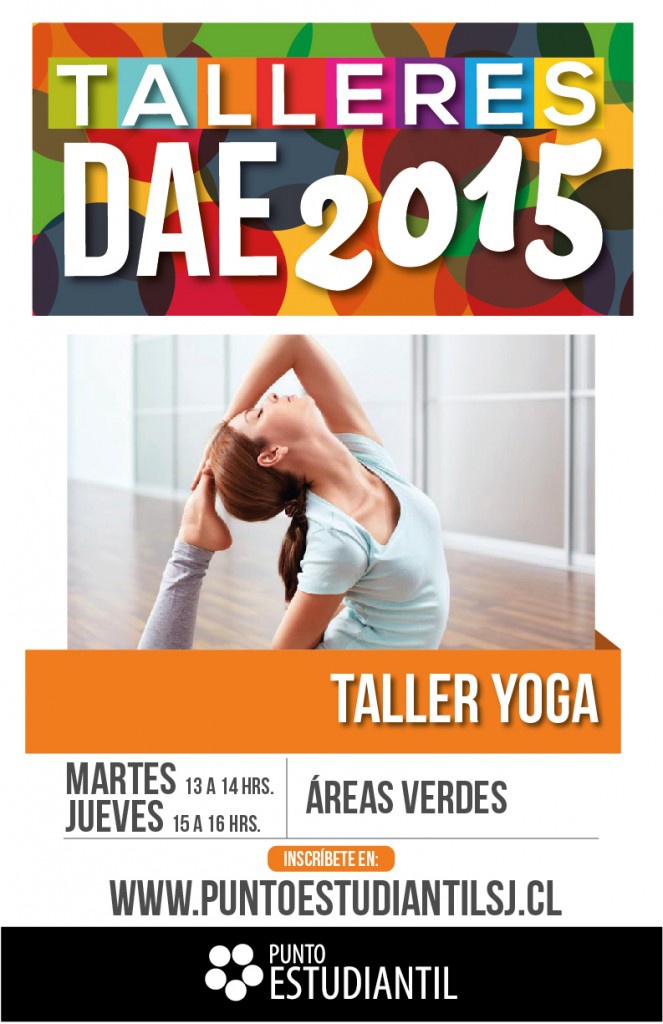 TALLERES
DAE 2015
TALLER YOGA
MARTES 13 A 14 HRS.
JUEVES 15 A 16 HRS.
ÁREAS VERDES
INSCRÍBETE EN:
WWW.PUNTOESTUDIANTILSJ.CL
PUNTO
ESTUDIANTIL